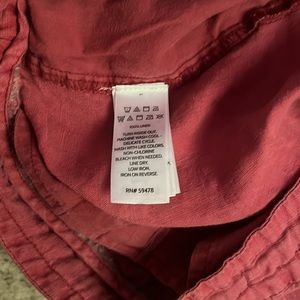 100% LINEN
TURN INSIDE OUT.
MACHINE WASH COOL -
DELICATE CYCLE.
WASH WITH LIKE COLORS.
NON-CHLORINE
BLEACH WHEN NEEDED.
LINE DRY.
LOW IRON,
IRON ON REVERSE.
RN# 59478